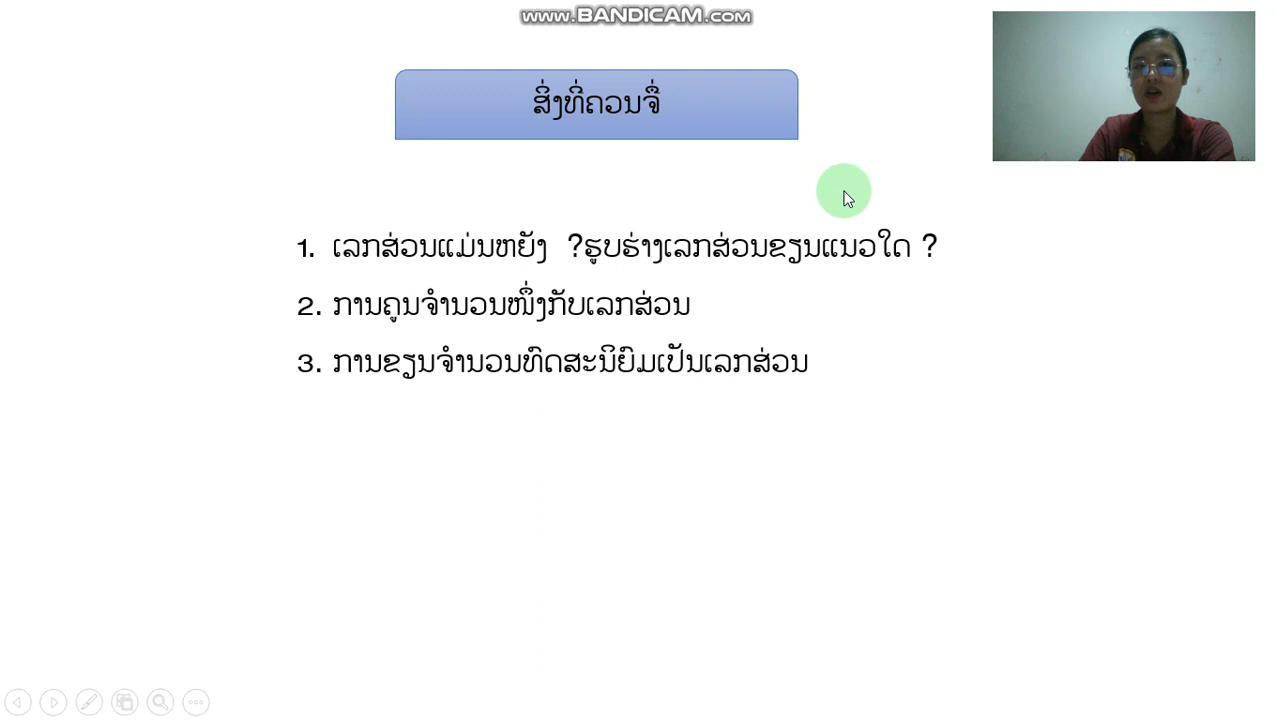 www.BANDICAM.com
ສິ່ງທີ່ຄວນຈື່
1. ເລກສ່ວນແມ່ນຫຍັງ ?ຮູບຮ່າງເລກສ່ວນຂຽນແນວໃດ ?
2. ການຄູນຈຳນວນໜຶ່ງກັບເລກສ່ວນ
3. ການຂຽນຈຳນວນທົດສະນິຍົມເປັນເລກສ່ວນ